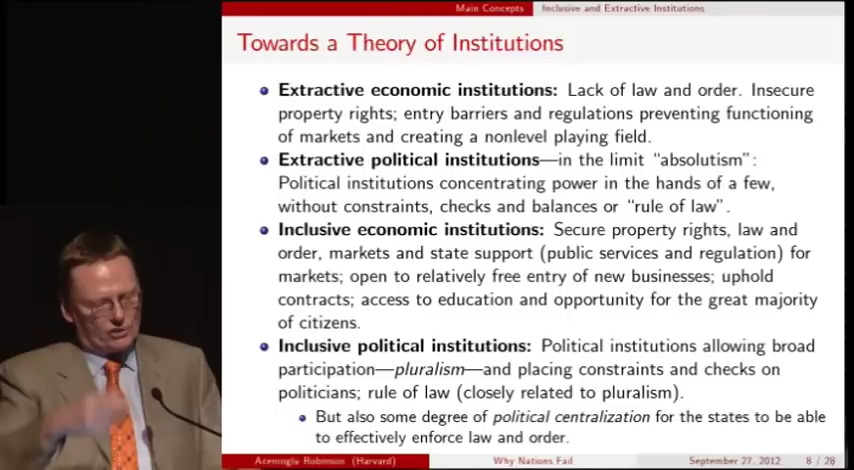 Main Concepts Inclusive and Extractive Institutions
Towards a Theory of Institutions
Extractive economic institutions: Lack of law and order. Insecure
property rights; entry barriers and regulations preventing functioning
of markets and creating a nonlevel playing field.
Extractive political institutions—in the limit "absolutism":
Political institutions concentrating power in the hands of a few,
without constraints, checks and balances or "rule of law".
Inclusive economic institutions: Secure property rights, law and
order, markets and state support (public services and regulation) for
markets; open to relatively free entry of new businesses; uphold
contracts; access to education and opportunity for the great majority
of citizens.
Inclusive political institutions: Political institutions allowing broad
participation—pluralism—and placing constraints and checks on
politicians; rule of law (closely related to pluralism).
But also some degree of political centralization for the states to be able
to effectively enforce law and order.
Acemoglu Robinson (Harvard) Why Nations Fail September 27, 2012 8 / 28